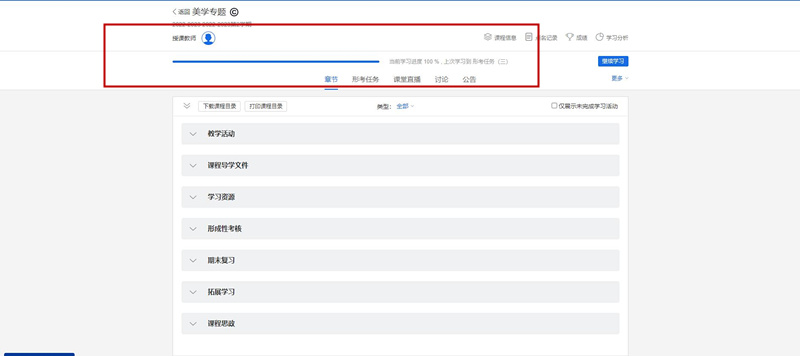 返回 美学专题
授课教师
课程信息 点名记录 成绩 学习分析
当前学习进度 100 % , 上次学习到 形考任务 (三)
继续学习
章节 形考任务 课堂直播 讨论 公告
更多
下载课程目录 打印课程目录 类型: 全部 仅展示未完成学习活动
教学活动
课程导学文件
学习资源
形成性考核
期末复习
拓展学习
课程思政